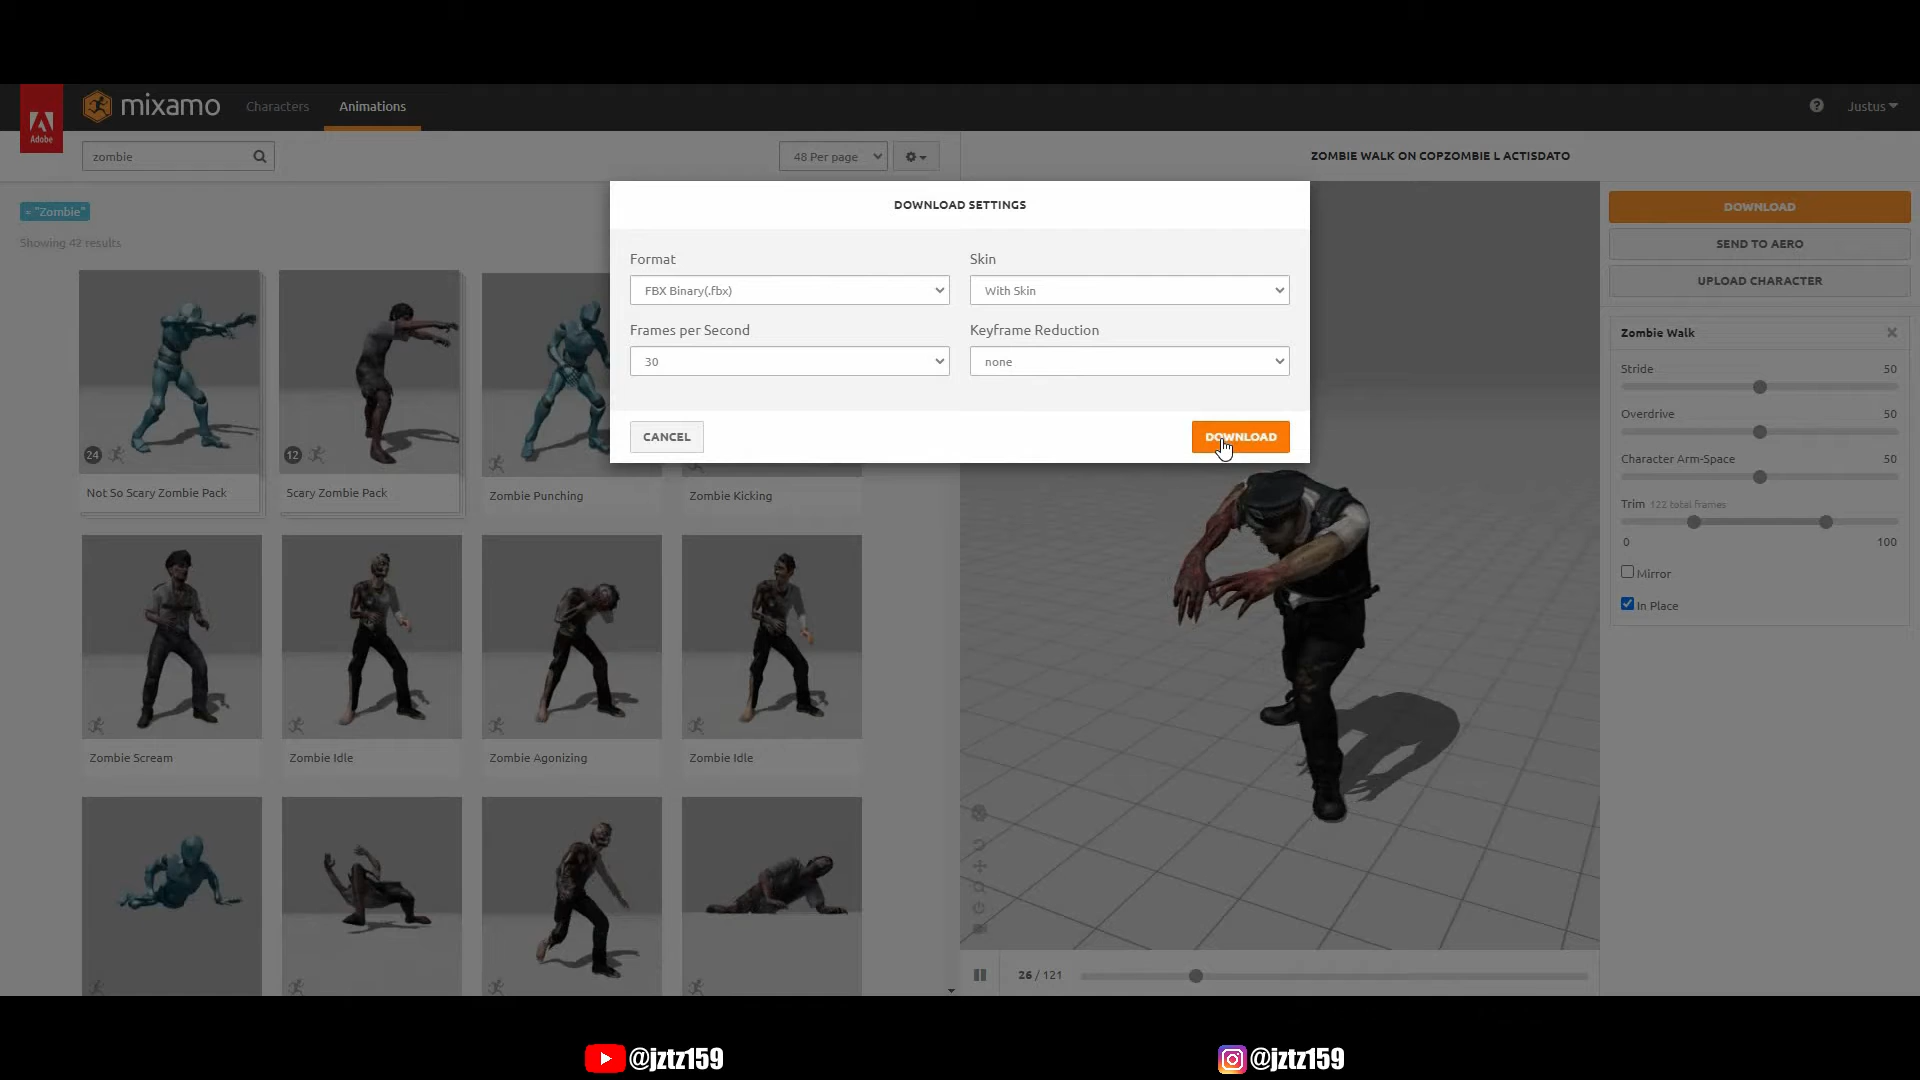 Adobe
mixamo
Characters
Animations
Justus
zombie
48 Per page
ZOMBIE WALK ON COPZOMBIE L ACTISDATO
= "Zombie"
Showing 42 results
DOWNLOAD SETTINGS
Format
Skin
FBX Binary(.fbx)
With Skin
Frames per Second
Keyframe Reduction
30
none
CANCEL
DOWNLOAD
DOWNLOAD
SEND TO AERO
UPLOAD CHARACTER
Zombie Walk
Stride 50
Overdrive 50
Character Arm-Space 50
Trim 122 total frames
0 100
Mirror
In Place
24
12
Not So Scary Zombie Pack
Scary Zombie Pack
Zombie Punching
Zombie Kicking
Zombie Scream
Zombie Idle
Zombie Agonizing
Zombie Idle
26 / 121
@jztz159
@jztz159